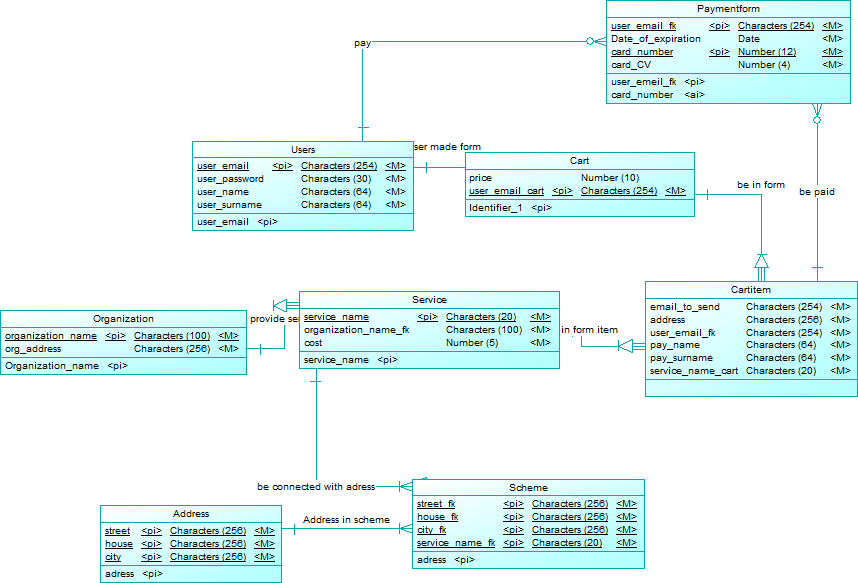 Paymentform
user_email_fk <pi> Characters (254) <M>
Date_of_expiration Date <M>
card_number <pi> Number (12) <M>
card_CV Number (4) <M>
user_emeil_fk <pi>
card_number <ai>
pay
Users
user_email <pi> Characters (254) <M>
user_password Characters (30) <M>
user_name Characters (64) <M>
user_surname Characters (64) <M>
user_email <pi>
ser made form
Cart
price Number (10)
user_email_cart <pi> Characters (254) <M>
Identifier_1 <pi>
be in form
be paid
Cartitem
email_to_send Characters (254) <M>
address Characters (256) <M>
user_email_fk Characters (254) <M>
pay_name Characters (64) <M>
pay_surname Characters (64) <M>
service_name_cart Characters (20) <M>
Service
service_name <pi> Characters (20) <M>
organization_name_fk Characters (100) <M>
cost Number (5) <M>
service_name <pi>
in form item
provide ser
Organization
organization_name <pi> Characters (100) <M>
org_address Characters (256) <M>
Organization_name <pi>
be connected with adress
Scheme
street_fk <pi> Characters (256) <M>
house_fk <pi> Characters (256) <M>
city_fk <pi> Characters (256) <M>
service_name_fk <pi> Characters (20) <M>
adress <pi>
Address in scheme
Address
street <pi> Characters (256) <M>
house <pi> Characters (256) <M>
city <pi> Characters (256) <M>
adress <pi>